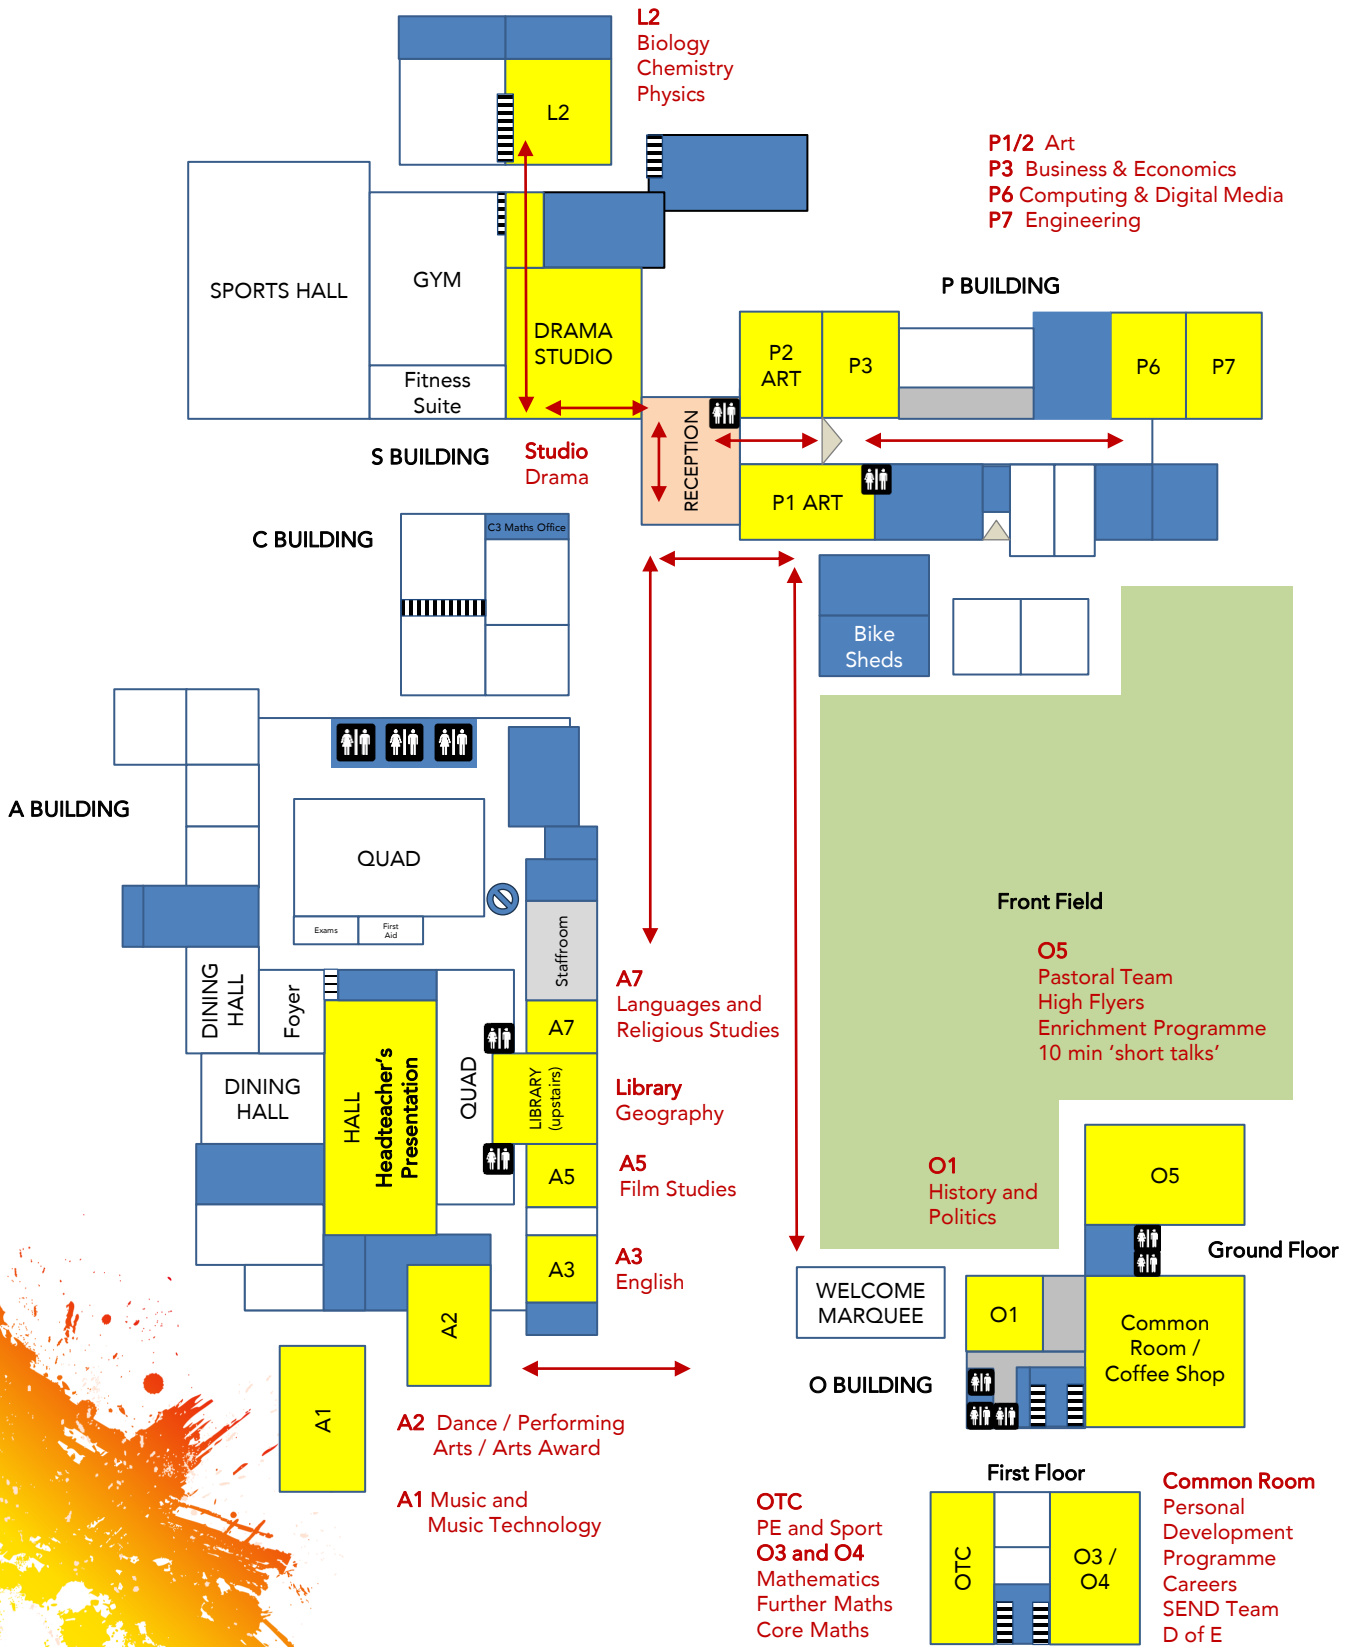 L2
Biology
Chemistry
Physics
L2
P1/2 Art
P3 Business & Economics
P6 Computing & Digital Media
P7 Engineering
SPORTS HALL
GYM
Fitness
Suite
DRAMA
STUDIO
P BUILDING
P2
ART
P3
P6
P7
RECEPTION
S BUILDING
Studio
Drama
P1 ART
C BUILDING
C3 Maths Office
Bike
Sheds
A BUILDING
QUAD
Exams
First
Aid
Staffroom
Front Field
O5
Pastoral Team
High Flyers
Enrichment Programme
10 min ‘short talks’
DINING
HALL
Foyer
A7
A7
Languages and
Religious Studies
DINING
HALL
HALL
Headteacher's
Presentation
QUAD
LIBRARY
(upstairs)
Library
Geography
A5
A5
Film Studies
A3
A3
English
A2
A1
A2 Dance / Performing
Arts / Arts Award
A1 Music and
Music Technology
O1
History and
Politics
O5
Ground Floor
WELCOME
MARQUEE
O1
Common
Room /
Coffee Shop
O BUILDING
First Floor
OTC
PE and Sport
O3 and O4
Mathematics
Further Maths
Core Maths
OTC
O3 /
O4
Common Room
Personal
Development
Programme
Careers
SEND Team
D of E